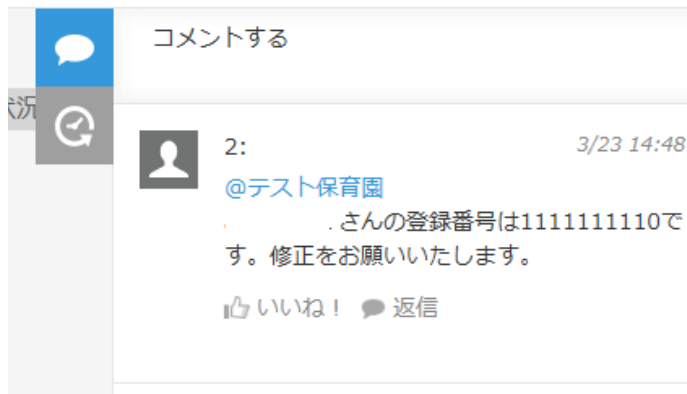 コメントする
状況
2:
3/23 14:48
@テスト保育園
. さんの登録番号は1111111110で
す。修正をお願いいたします。
いいね！ 返信